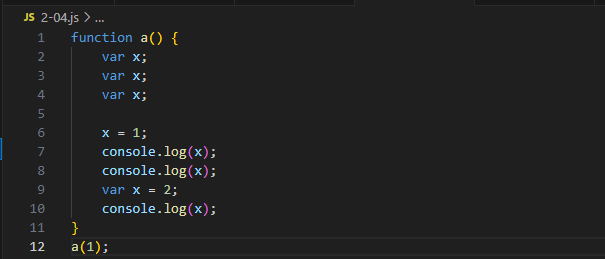 JS 2-04.js > ...
1 function a() {
2     var x;
3     var x;
4     var x;
5
6     x = 1;
7     console.log(x);
8     console.log(x);
9     var x = 2;
10     console.log(x);
11 }
12 a(1);